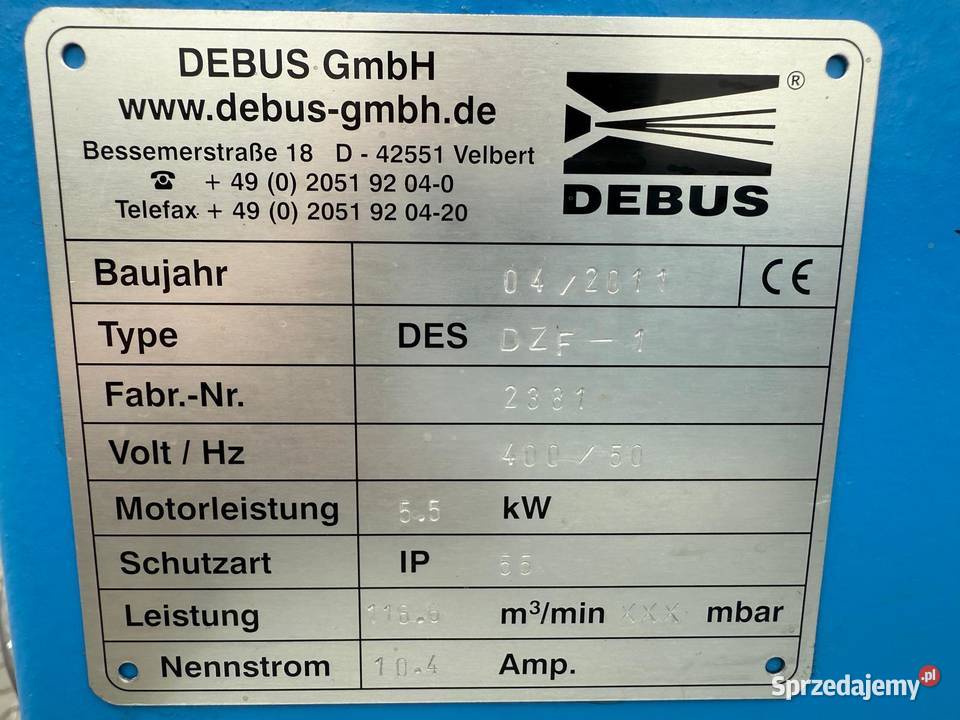 DEBUS GmbH
www.debus-gmbh.de
Bessemerstraße 18 D - 42551 Velbert
☎ + 49 (0) 2051 92 04-0
Telefax + 49 (0) 2051 92 04-20
®
DEBUS
Baujahr 04/2011 CE
Type DES DZF-1
Fabr.-Nr.
Volt / Hz 400/50
Motorleistung 5.5 kW
Schutzart IP 55
Leistung m³/min XXX mbar
Nennstrom 10.4 Amp.
Sprzedajemy.pl